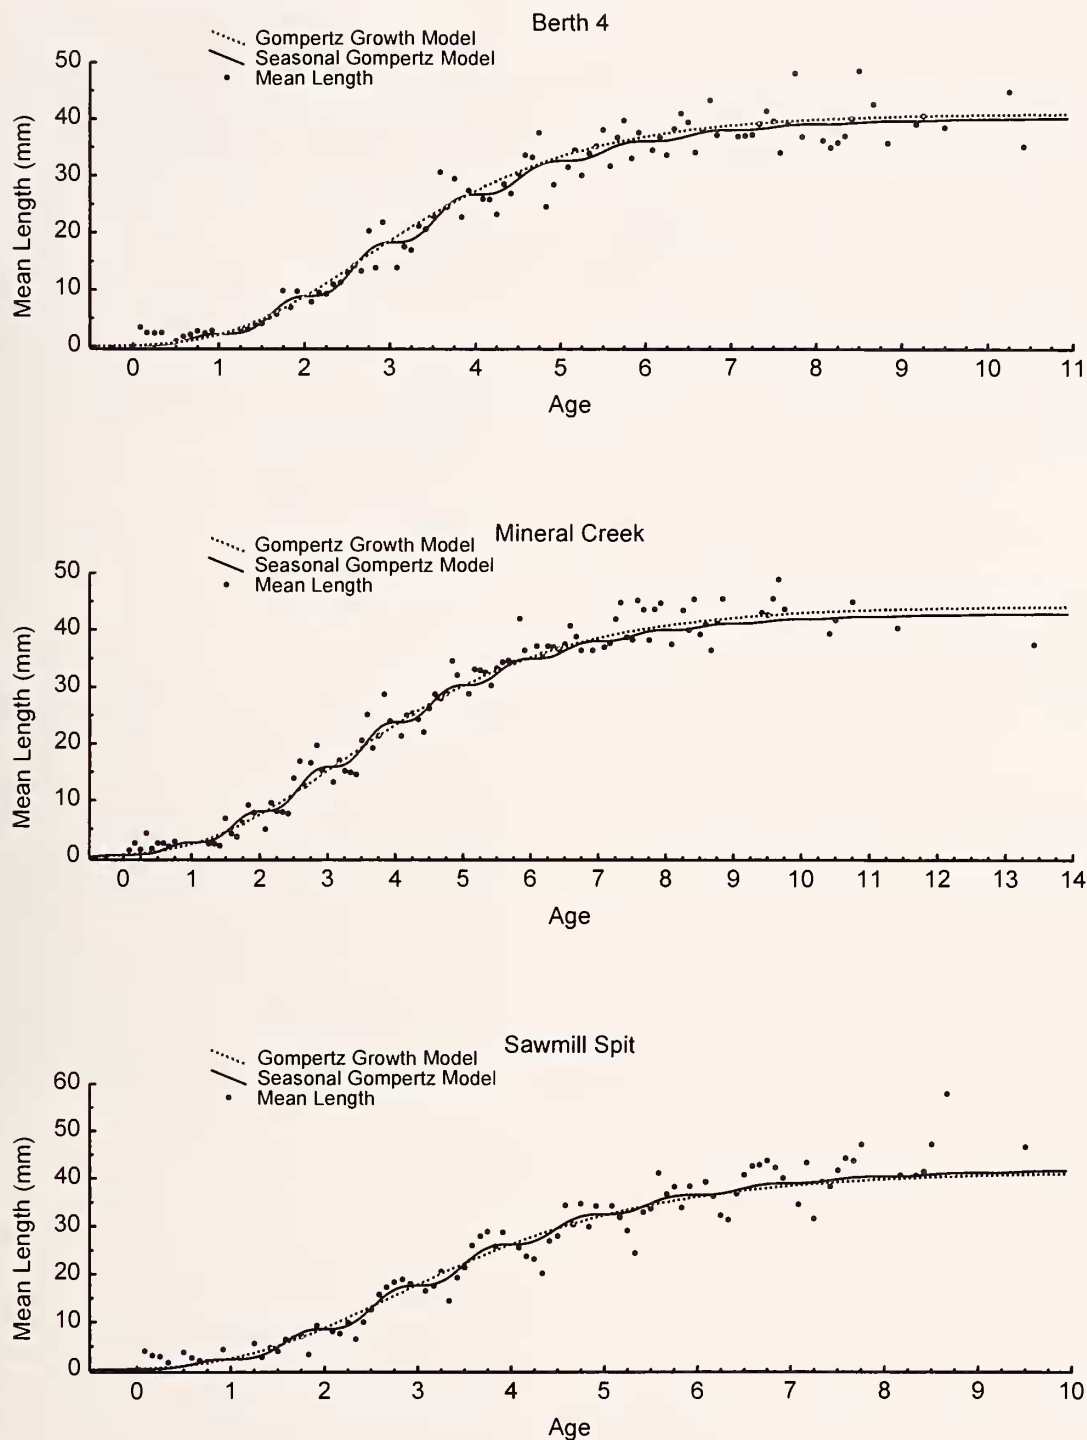 Berth 4
Gompertz Growth Model
Seasonal Gompertz Model
Mean Length
50
40
30
20
10
0
Mean Length (mm)
0 1 2 3 4 5 6 7 8 9 10 11
Age
Mineral Creek
Gompertz Growth Model
Seasonal Gompertz Model
Mean Length
50
40
30
20
10
0
Mean Length (mm)
0 1 2 3 4 5 6 7 8 9 10 11 12 13 14
Age
Sawmill Spit
Gompertz Growth Model
Seasonal Gompertz Model
Mean Length
60
50
40
30
20
10
0
Mean Length (mm)
0 1 2 3 4 5 6 7 8 9 10
Age